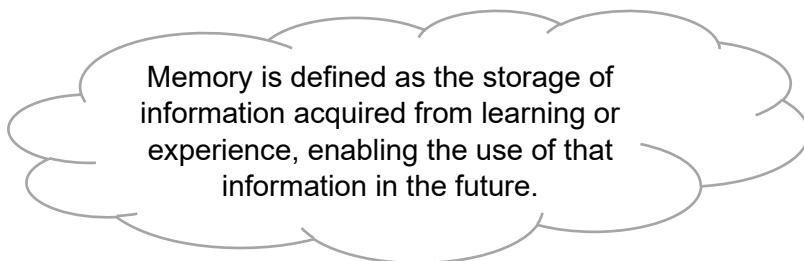 Memory is defined as the storage of
information acquired from learning or
experience, enabling the use of that
information in the future.